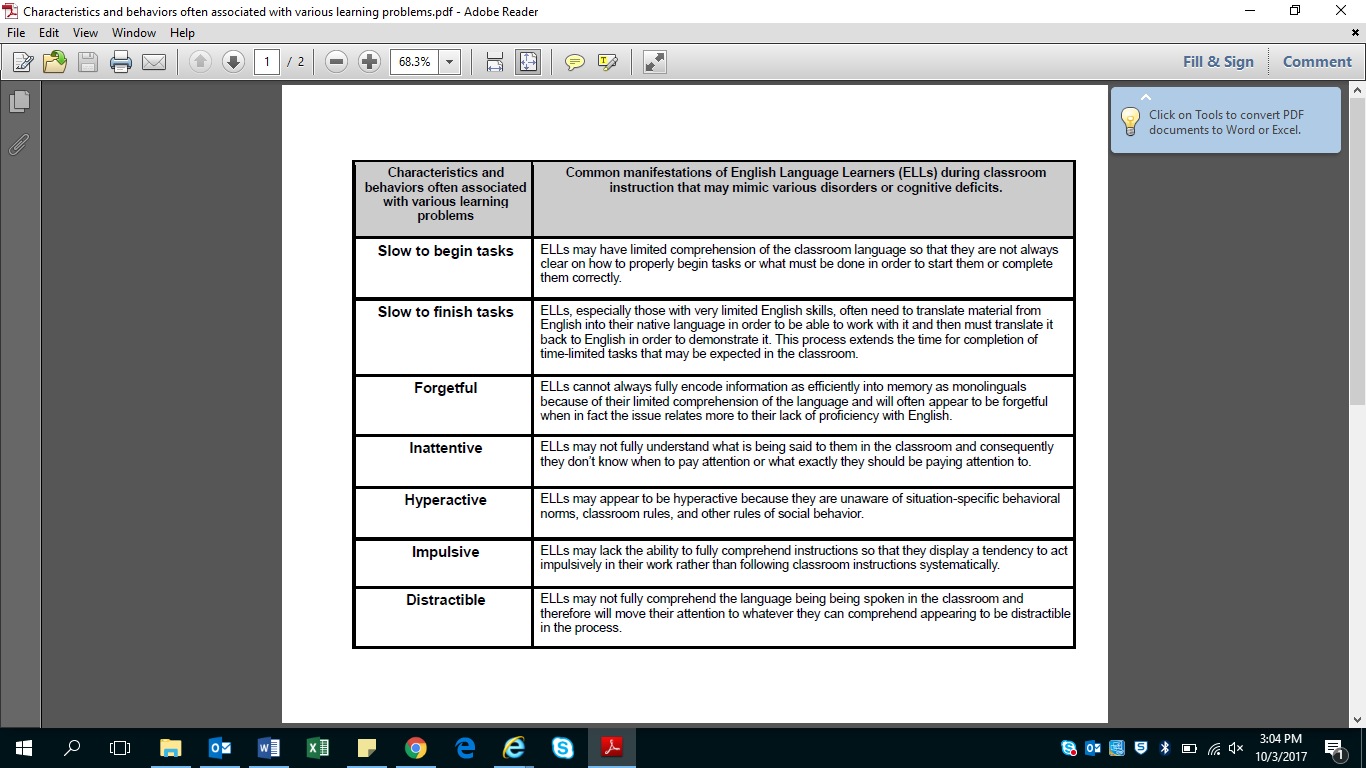 Characteristics and behaviors often associated with various learning problems.pdf - Adobe Reader
File Edit View Window Help
1 / 2 68.3% Fill & Sign Comment
Click on Tools to convert PDF
documents to Word or Excel.
Characteristics and
behaviors often associated
with various learning
problems
Common manifestations of English Language Learners (ELLs) during classroom
instruction that may mimic various disorders or cognitive deficits.
Slow to begin tasks
ELLs may have limited comprehension of the classroom language so that they are not always
clear on how to properly begin tasks or what must be done in order to start them or complete
them correctly.
Slow to finish tasks
ELLs, especially those with very limited English skills, often need to translate material from
English into their native language in order to be able to work with it and then must translate it
back to English in order to demonstrate it. This process extends the time for completion of
time-limited tasks that may be expected in the classroom.
Forgetful
ELLs cannot always fully encode information as efficiently into memory as monolinguals
because of their limited comprehension of the language and will often appear to be forgetful
when in fact the issue relates more to their lack of proficiency with English.
Inattentive
ELLs may not fully understand what is being said to them in the classroom and consequently
they don't know when to pay attention or what exactly they should be paying attention to.
Hyperactive
ELLs may appear to be hyperactive because they are unaware of situation-specific behavioral
norms, classroom rules, and other rules of social behavior.
Impulsive
ELLs may lack the ability to fully comprehend instructions so that they display a tendency to act
impulsively in their work rather than following classroom instructions systematically.
Distractible
ELLs may not fully comprehend the language being being spoken in the classroom and
therefore will move their attention to whatever they can comprehend appearing to be distractible
in the process.
3:04 PM
10/3/2017
1